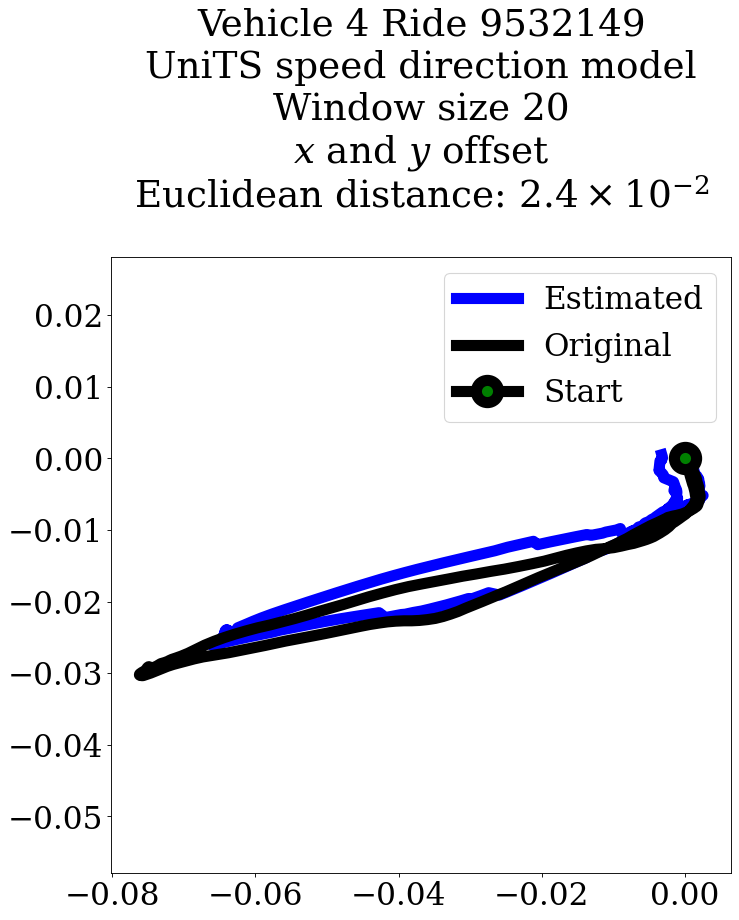 Vehicle 4 Ride 9532149
UniTS speed direction model
Window size 20
x and y offset
Euclidean distance: 2.4 × 10⁻²
Estimated
Original
Start
0.02
0.01
0.00
−0.01
−0.02
−0.03
−0.04
−0.05
−0.08 −0.06 −0.04 −0.02 0.00